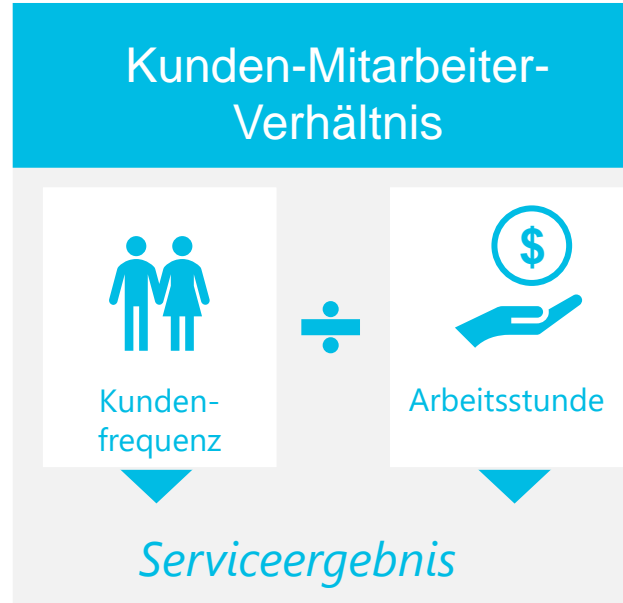 Kunden-Mitarbeiter-
Verhältnis
$
Kunden-
frequenz
Arbeitsstunde
Serviceergebnis